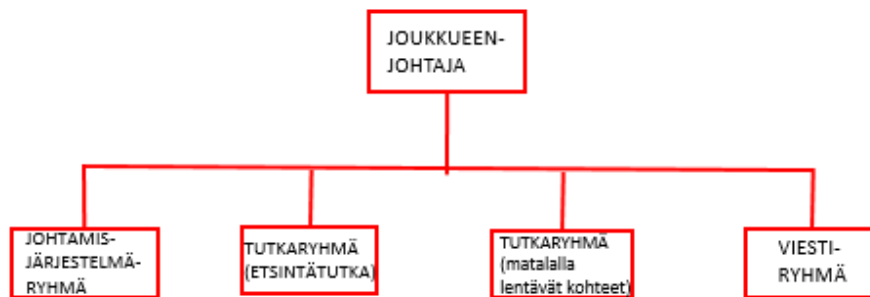 JOUKKUEEN-
JOHTAJA
JOHTAMIS-
JÄRJESTELMÄ-
RYHMÄ
TUTKARYHMÄ
(ETSINTÄTUTKA)
TUTKARYHMÄ
(matalalla
lentävät kohteet)
VIESTI-
RYHMÄ